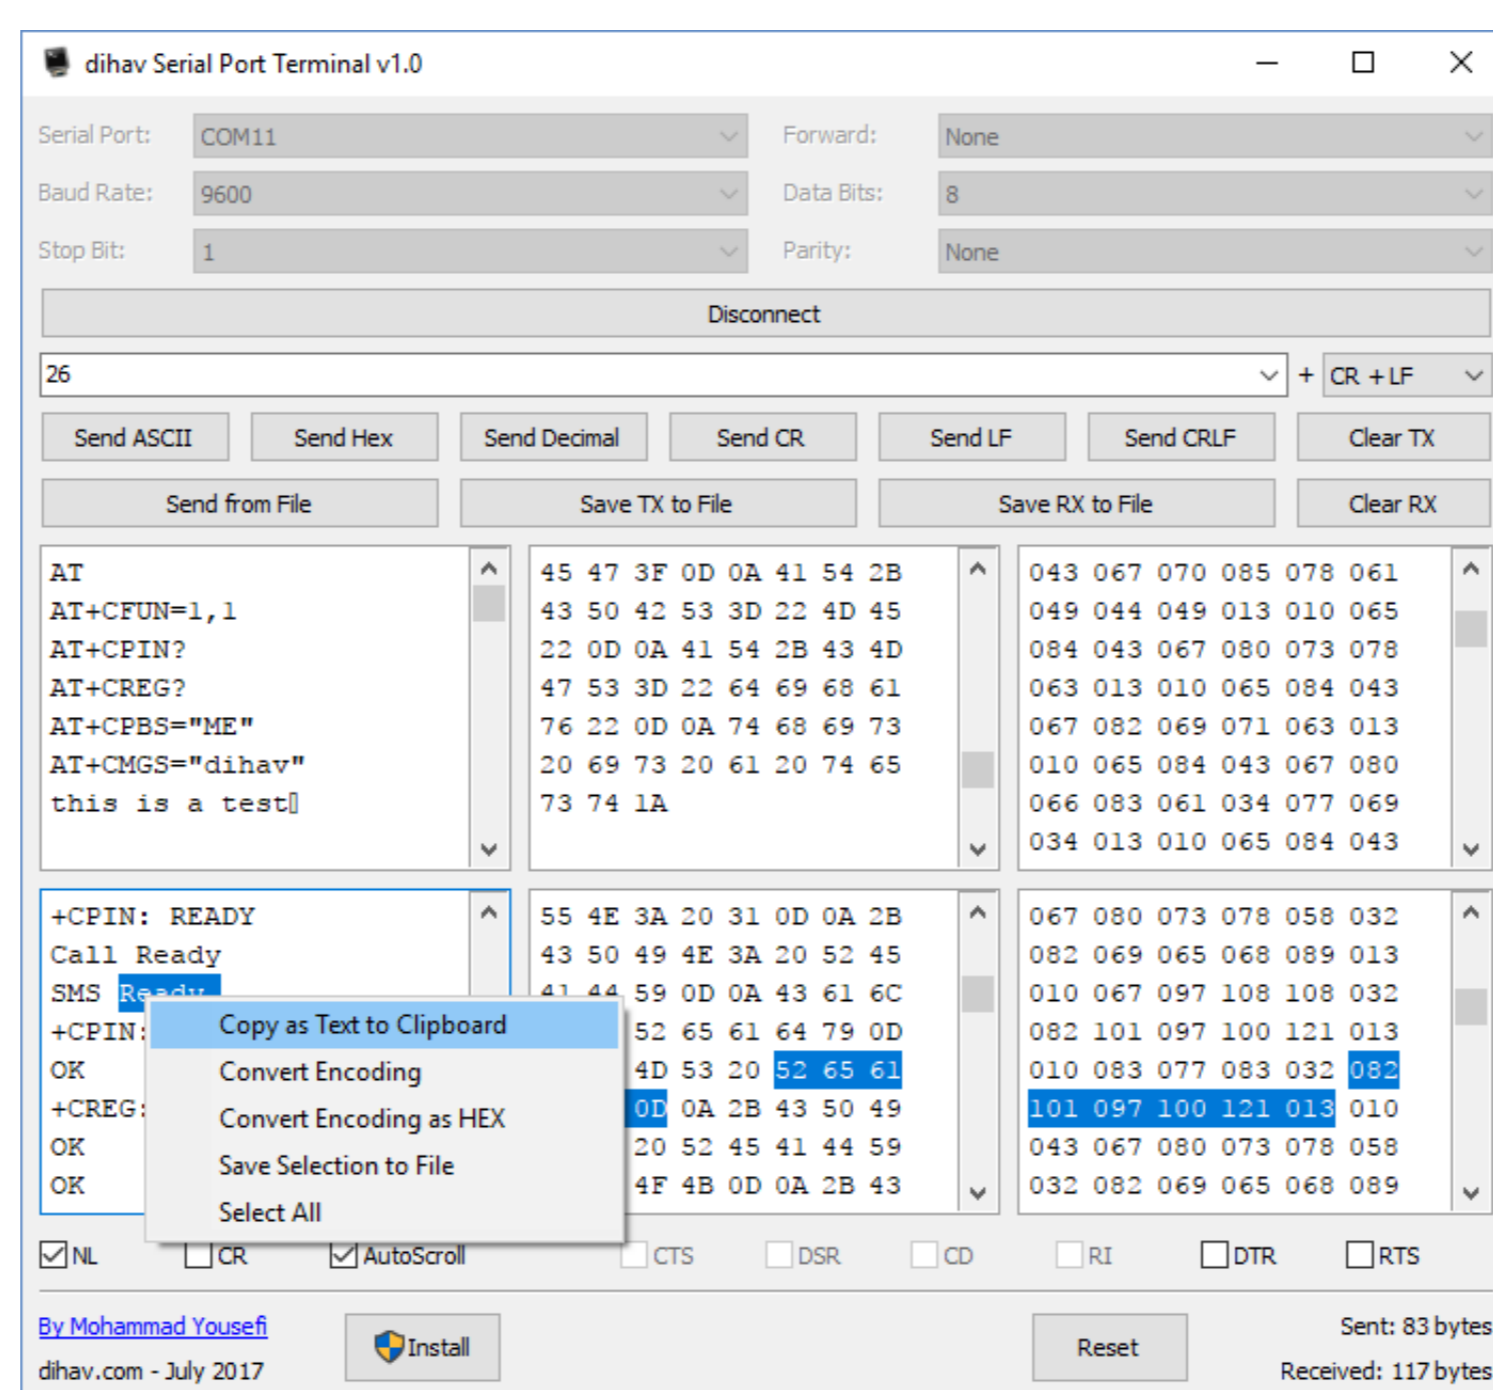 dihav Serial Port Terminal v1.0
Serial Port: COM11 Forward: None
Baud Rate: 9600 Data Bits: 8
Stop Bit: 1 Parity: None
Disconnect
26 + CR + LF
Send ASCII Send Hex Send Decimal Send CR Send LF Send CRLF Clear TX
Send from File Save TX to File Save RX to File Clear RX
AT
AT+CFUN=1,1
AT+CPIN?
AT+CREG?
AT+CPBS="ME"
AT+CMGS="dihav"
this is a test
45 47 3F 0D 0A 41 54 2B
43 50 42 53 3D 22 4D 45
22 0D 0A 41 54 2B 43 4D
47 53 3D 22 64 69 68 61
76 22 0D 0A 74 68 69 73
20 69 73 20 61 20 74 65
73 74 1A
043 067 070 085 078 061
049 044 049 013 010 065
084 043 067 080 073 078
063 013 010 065 084 043
067 082 069 071 063 013
010 065 084 043 067 080
066 083 061 034 077 069
034 013 010 065 084 043
+CPIN: READY
Call Ready
SMS Ready
+CPIN:
OK
+CREG:
OK
OK
Copy as Text to Clipboard
Convert Encoding
Convert Encoding as HEX
Save Selection to File
Select All
55 4E 3A 20 31 0D 0A 2B
43 50 49 4E 3A 20 52 45
41 44 59 0D 0A 43 61 6C
52 65 61 64 79 0D
4D 53 20 52 65 61
0D 0A 2B 43 50 49
20 52 45 41 44 59
4F 4B 0D 0A 2B 43
067 080 073 078 058 032
082 069 065 068 089 013
010 067 097 108 108 032
082 101 097 100 121 013
010 083 077 083 032 082
101 097 100 121 013 010
043 067 080 073 078 058
032 082 069 065 068 089
NL CR AutoScroll CTS DSR CD RI DTR RTS
By Mohammad Yousefi
dihav.com - July 2017
Install
Reset
Sent: 83 bytes
Received: 117 bytes